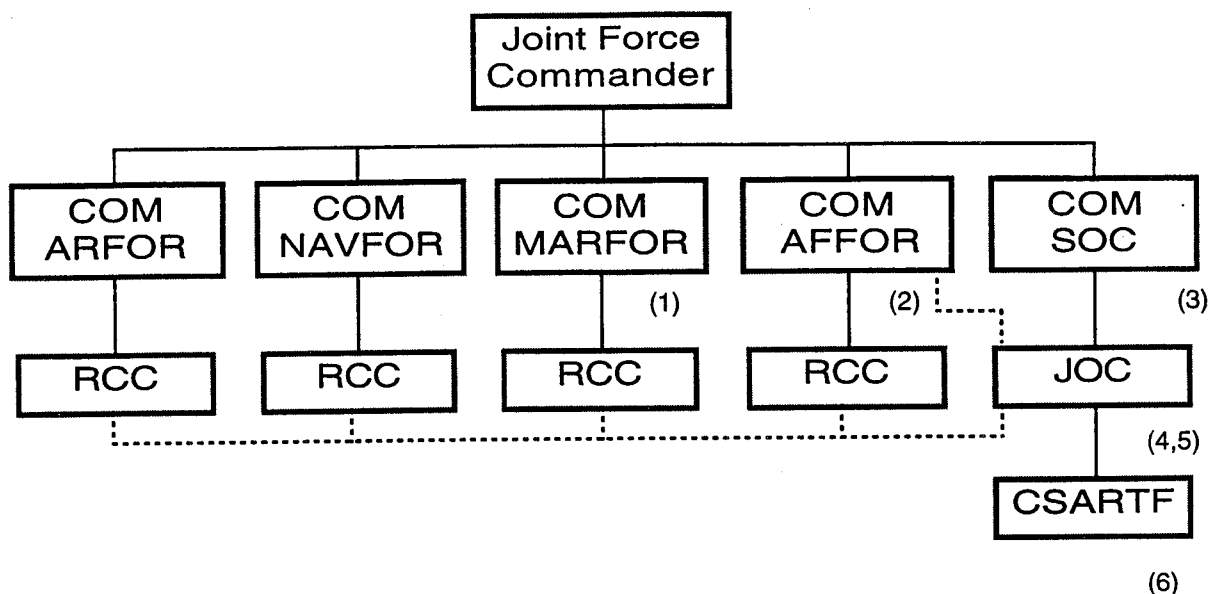 Joint Force
Commander
COM
ARFOR
COM
NAVFOR
COM
MARFOR
COM
AFFOR
COM
SOC
(1)
(2)
(3)
RCC
RCC
RCC
RCC
JOC
(4,5)
CSARTF
(6)